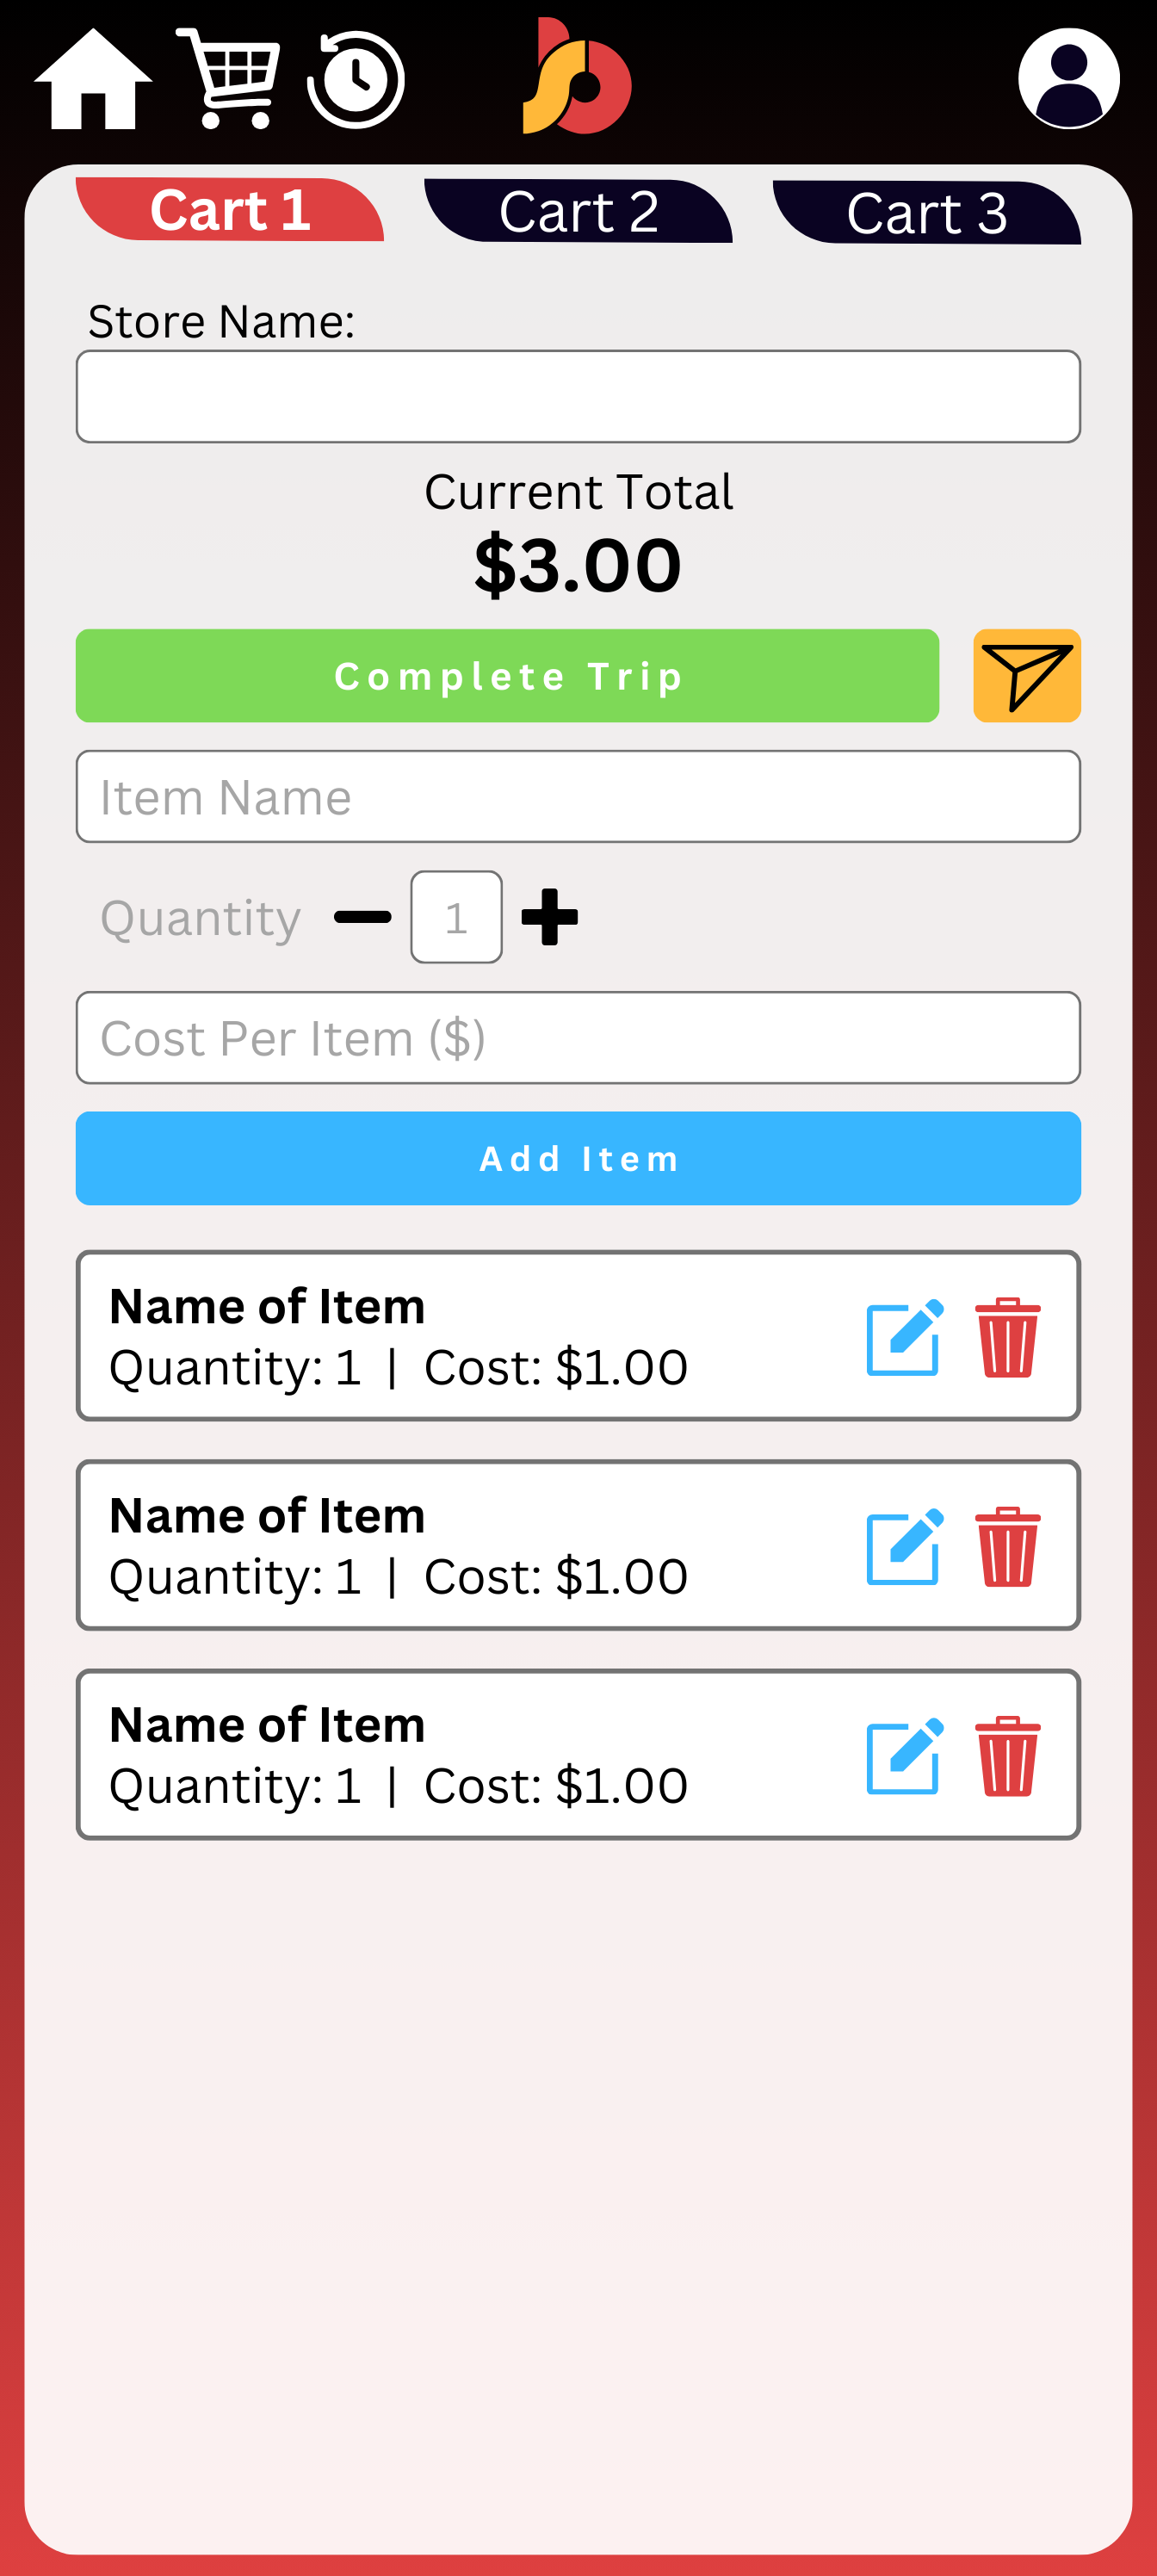 Cart 1
Cart 2
Cart 3
Store Name:
Current Total
$3.00
Complete Trip
Item Name
Quantity
1
Cost Per Item ($)
Add Item
Name of Item
Quantity: 1 | Cost: $1.00
Name of Item
Quantity: 1 | Cost: $1.00
Name of Item
Quantity: 1 | Cost: $1.00